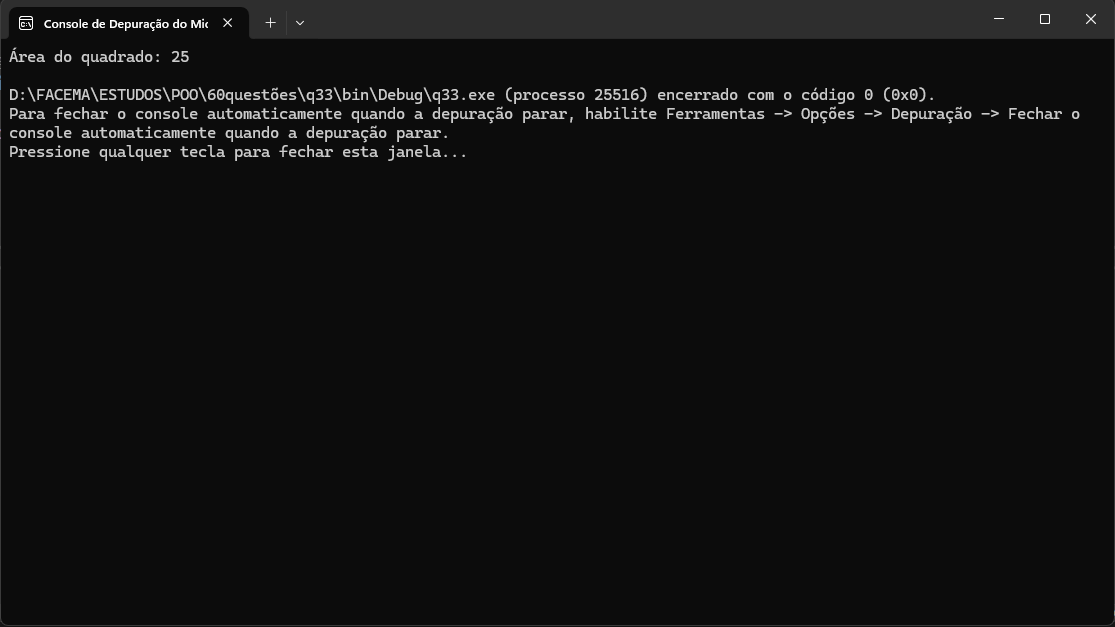 Console de Depuração do Mic
Área do quadrado: 25
D:\FACEMA\ESTUDOS\POO\60questões\q33\bin\Debug\q33.exe (processo 25516) encerrado com o código 0 (0x0).
Para fechar o console automaticamente quando a depuração parar, habilite Ferramentas -> Opções -> Depuração -> Fechar o
console automaticamente quando a depuração parar.
Pressione qualquer tecla para fechar esta janela...